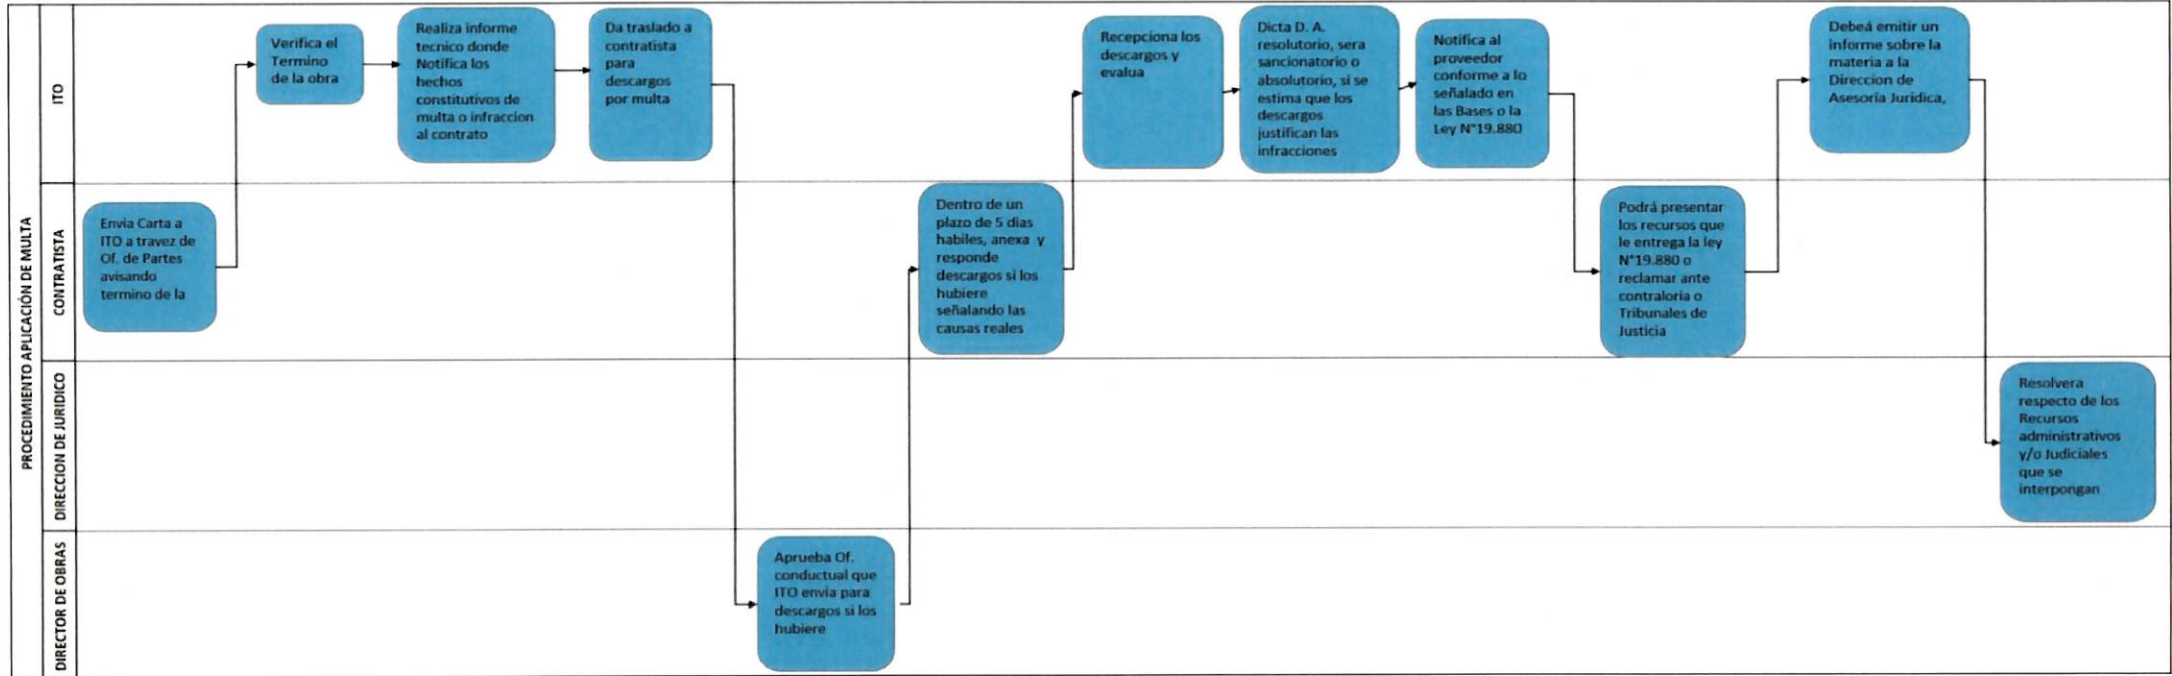 PROCEDIMIENTO APLICACIÓN DE MULTA
ITO
CONTRATISTA
DIRECCION DE JURIDICO
DIRECTOR DE OBRAS
Envia Carta a
ITO a travez de
Of. de Partes
avisando
termino de la
Verifica el
Termino
de la obra
Realiza informe
tecnico donde
Notifica los
hechos
constitutivos de
multa o infraccion
al contrato
Da traslado a
contratista
para
descargos
por multa
Aprueba Of.
conductual que
ITO envia para
descargos si los
hubiere
Dentro de un
plazo de 5 dias
habiles, anexa y
responde
descargos si los
hubiere
señalando las
causas reales
Recepciona los
descargos y
evalua
Dicta D. A.
resolutorio, sera
sancionatorio o
absolutorio, si se
estima que los
descargos
justifican las
infracciones
Notifica al
proveedor
conforme a lo
señalado en
las Bases o la
Ley N°19.880
Podrá presentar
los recursos que
le entrega la ley
N°19.880 o
reclamar ante
contraloria o
Tribunales de
Justicia
Debeá emitir un
informe sobre la
materia a la
Direccion de
Asesoria Juridica,
Resolvera
respecto de los
Recursos
administrativos
y/o Judiciales
que se
interpongan